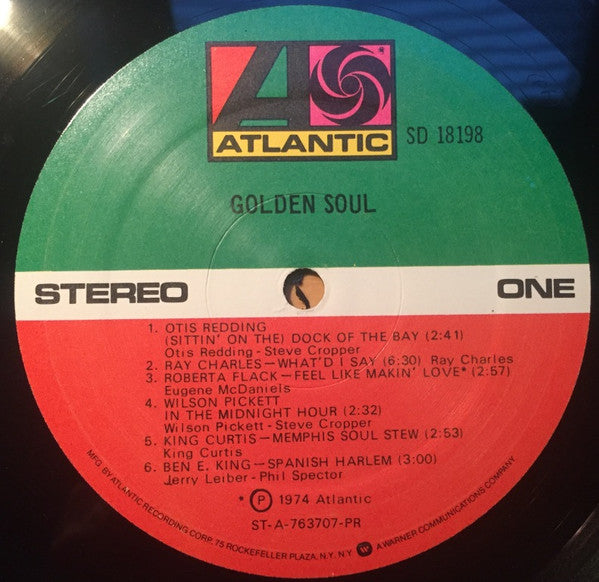 ATLANTIC
SD 18198
GOLDEN SOUL
STEREO ONE
1. OTIS REDDING
(SITTIN' ON THE) DOCK OF THE BAY (2:41)
Otis Redding - Steve Cropper
2. RAY CHARLES — WHAT'D I SAY (6:30) Ray Charles
3. ROBERTA FLACK — FEEL LIKE MAKIN' LOVE* (2:57)
Eugene McDaniels
4. WILSON PICKETT
IN THE MIDNIGHT HOUR (2:32)
Wilson Pickett - Steve Cropper
5. KING CURTIS — MEMPHIS SOUL STEW (2:53)
King Curtis
6. BEN E. KING — SPANISH HARLEM (3:00)
Jerry Leiber - Phil Spector
* Ⓟ 1974 Atlantic
ST-A-763707-PR
MFG. BY ATLANTIC RECORDING CORP. 75 ROCKEFELLER PLAZA, N.Y. N.Y. A WARNER COMMUNICATIONS COMPANY